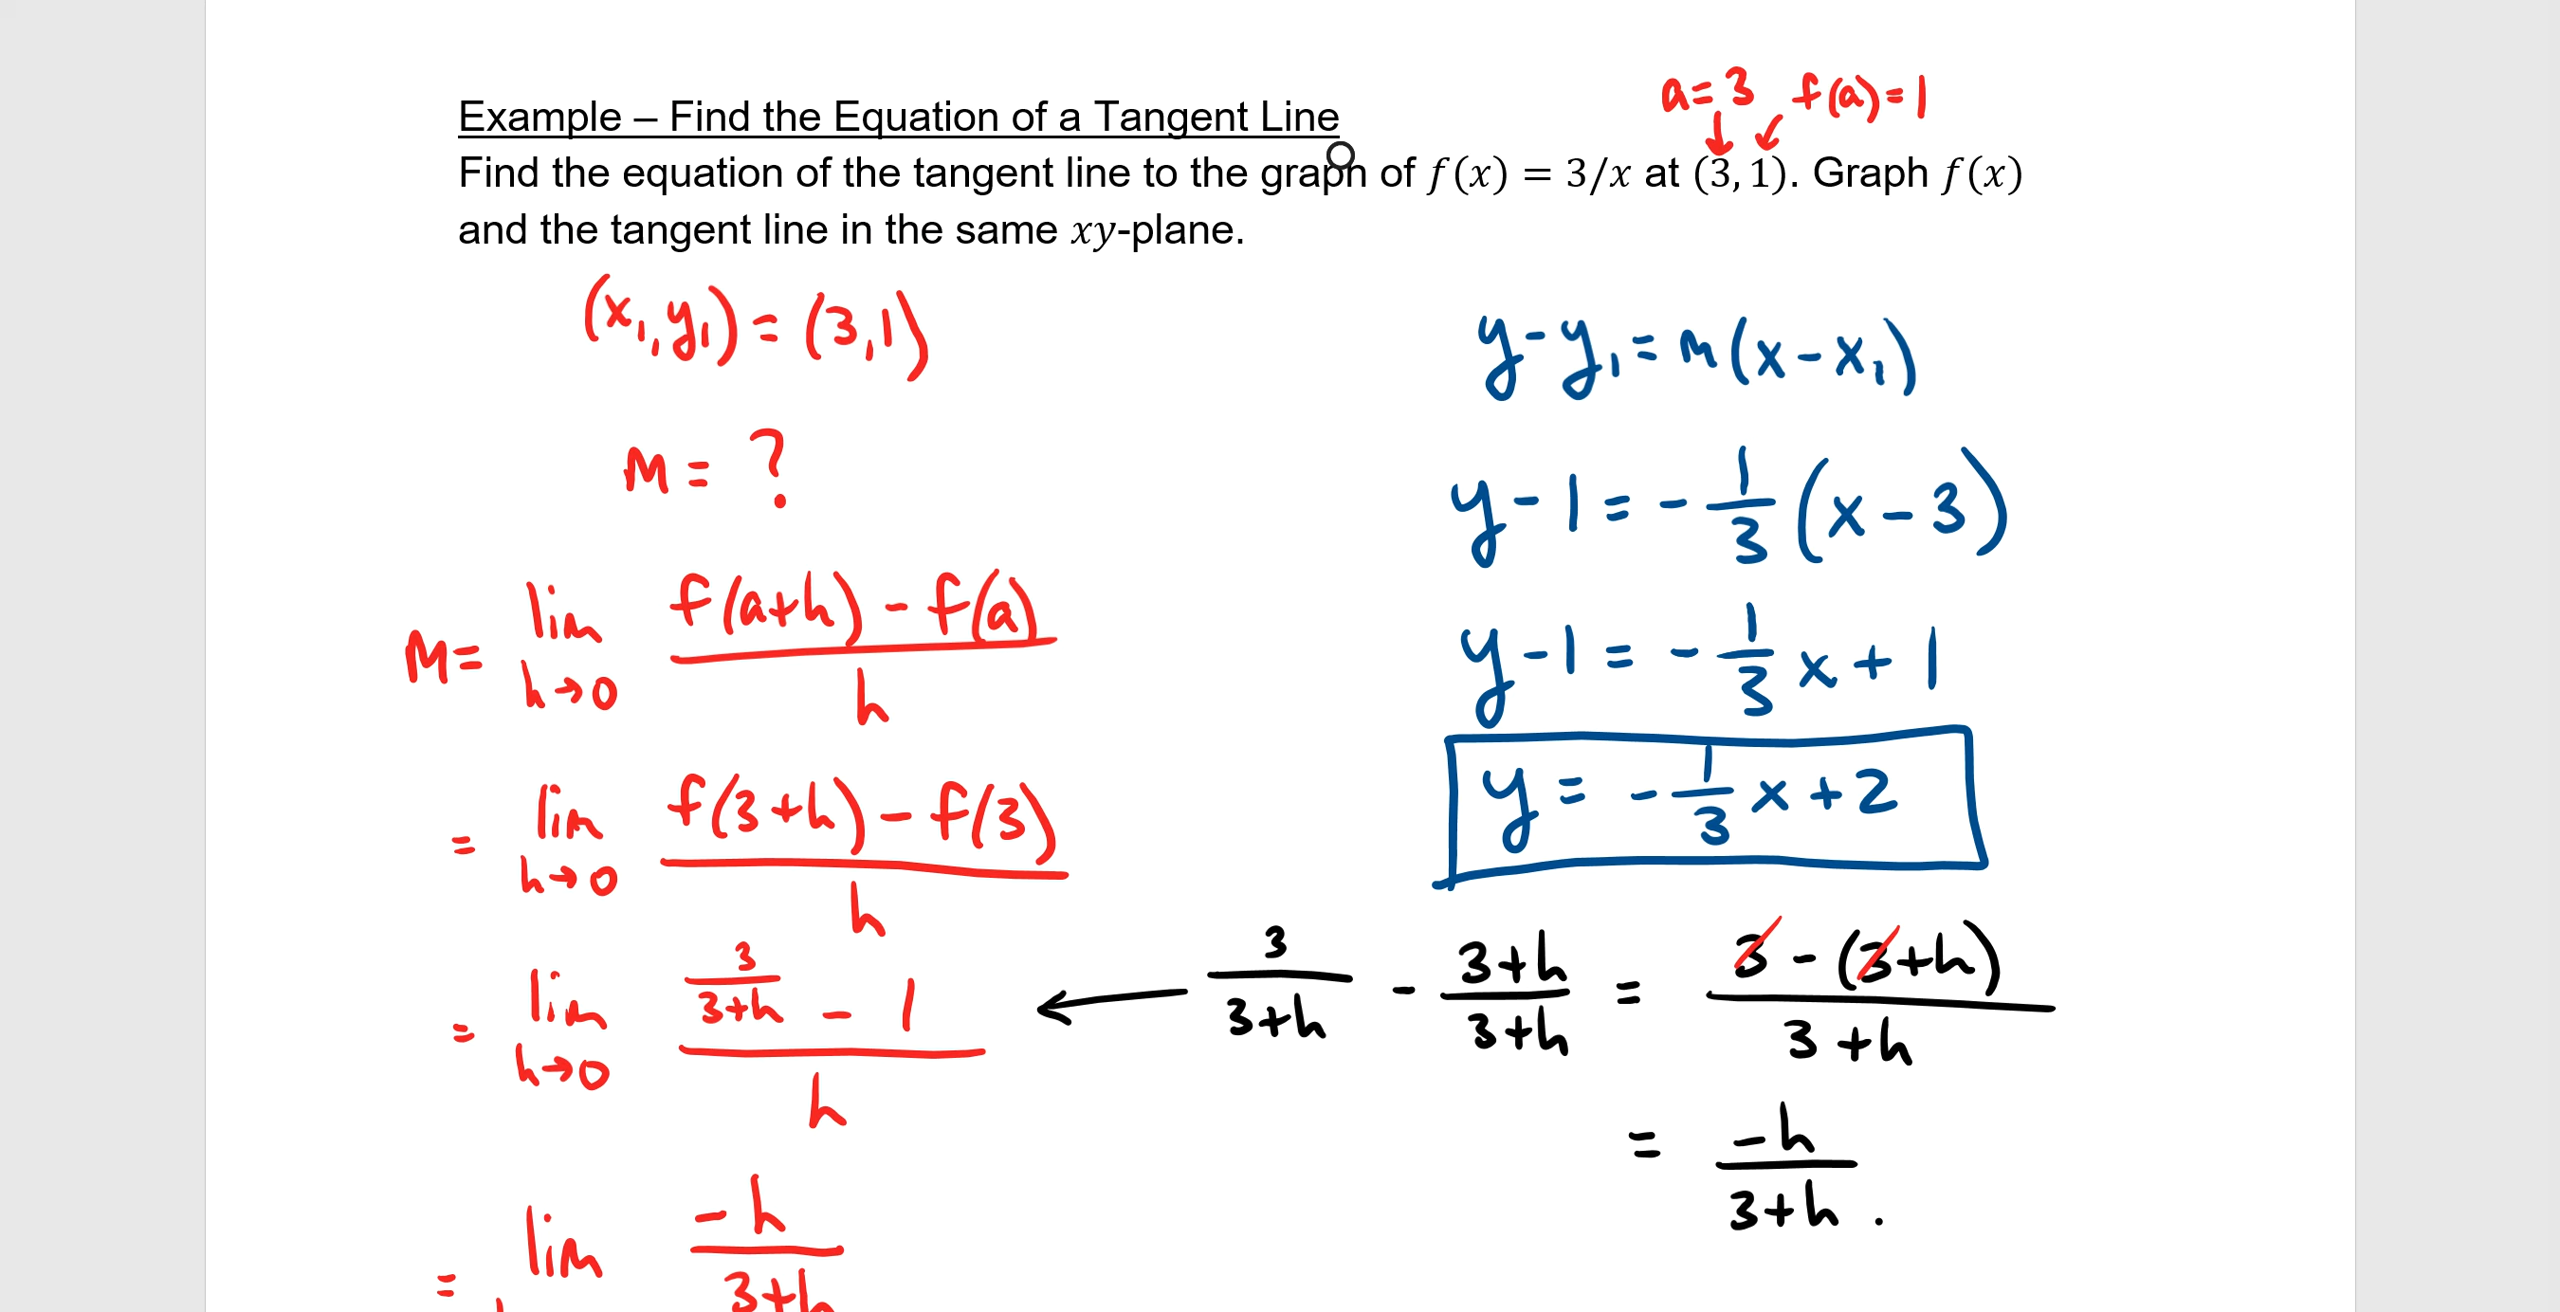 a=3 f(a)=1
Example – Find the Equation of a Tangent Line
Find the equation of the tangent line to the graph of f(x) = 3/x at (3, 1). Graph f(x)
and the tangent line in the same xy-plane.
(x₁, y₁) = (3,1)
m = ?
m = lim h→0 f(a+h) - f(a) / h
= lim h→0 f(3+h) - f(3) / h
= lim h→0 3/(3+h) - 1 / h
= lim -h / 3+h
y - y₁ = m(x - x₁)
y - 1 = - 1/3 (x - 3)
y - 1 = - 1/3 x + 1
y = - 1/3 x + 2
← 3/(3+h) - (3+h)/(3+h) = 3 - (3+h) / 3+h
= -h / 3+h .